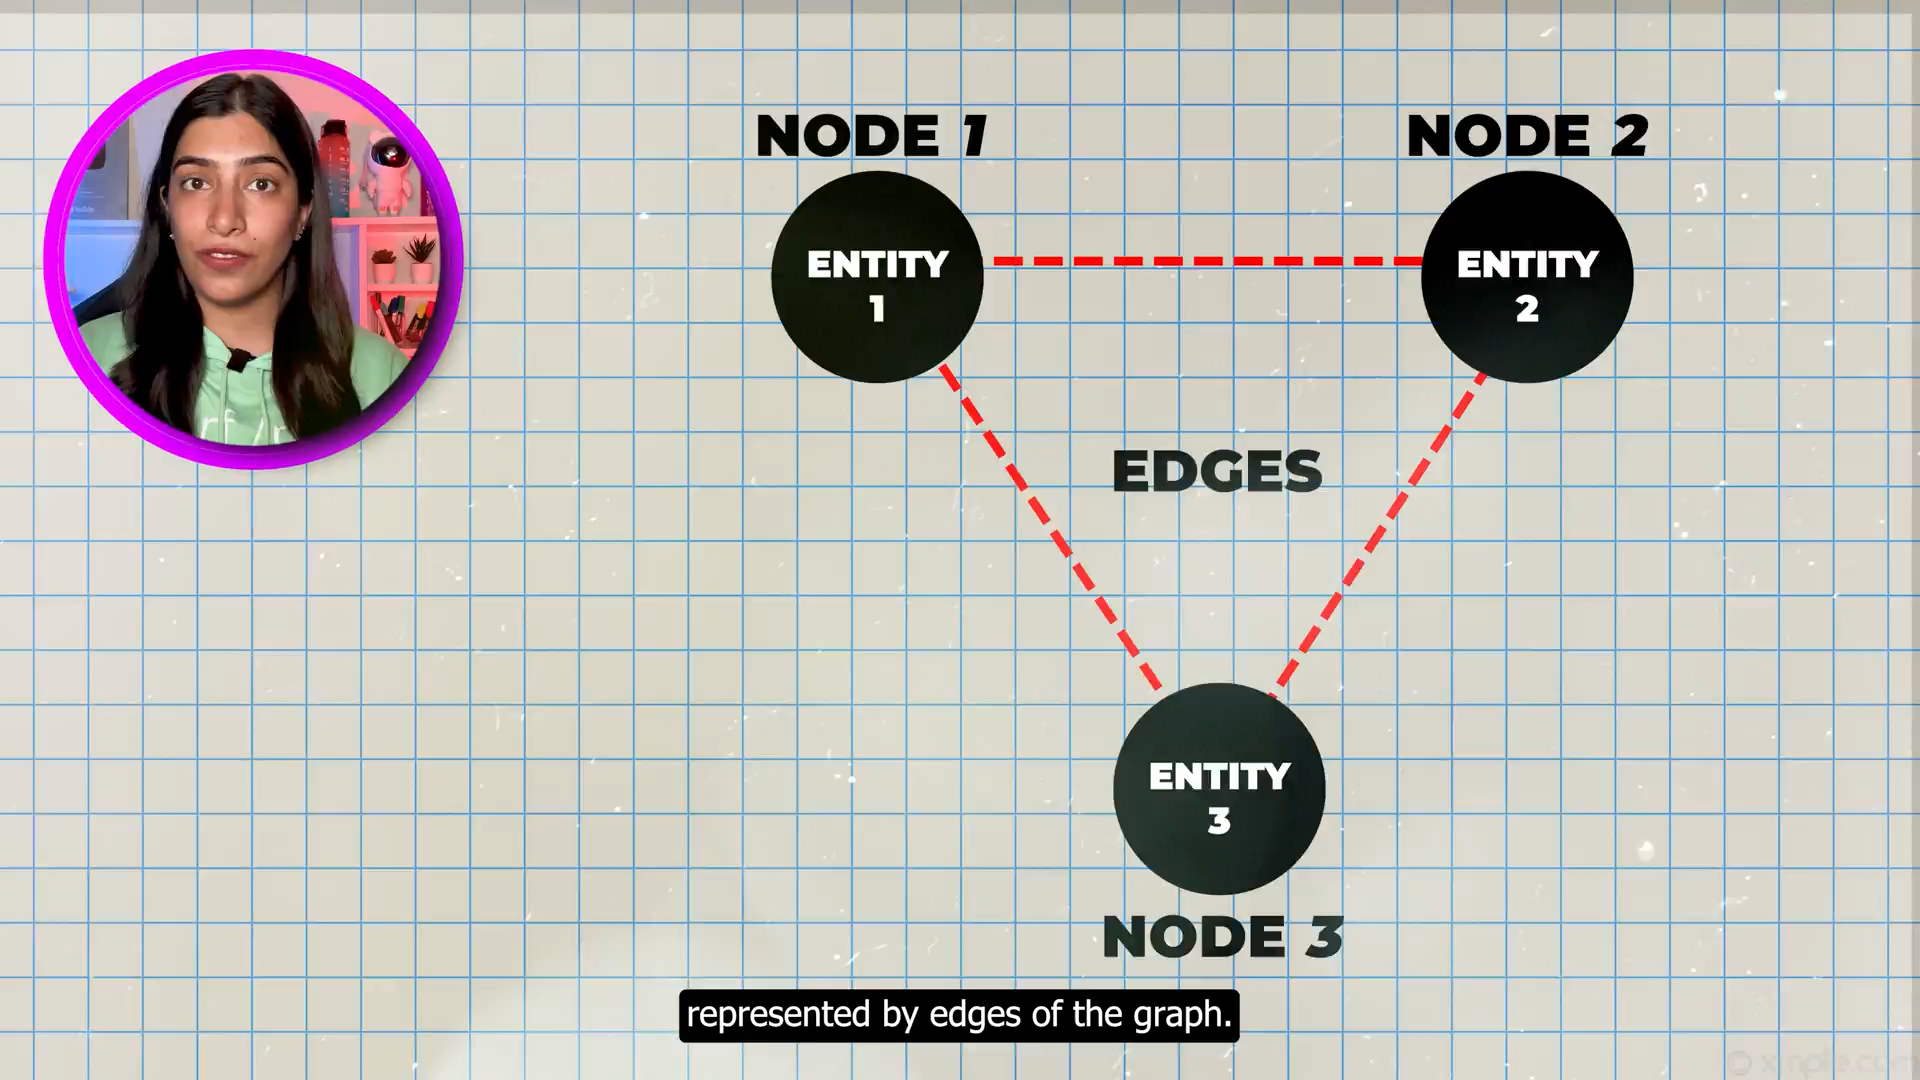 NODE 1
NODE 2
ENTITY
1
ENTITY
2
EDGES
ENTITY
3
NODE 3
represented by edges of the graph.